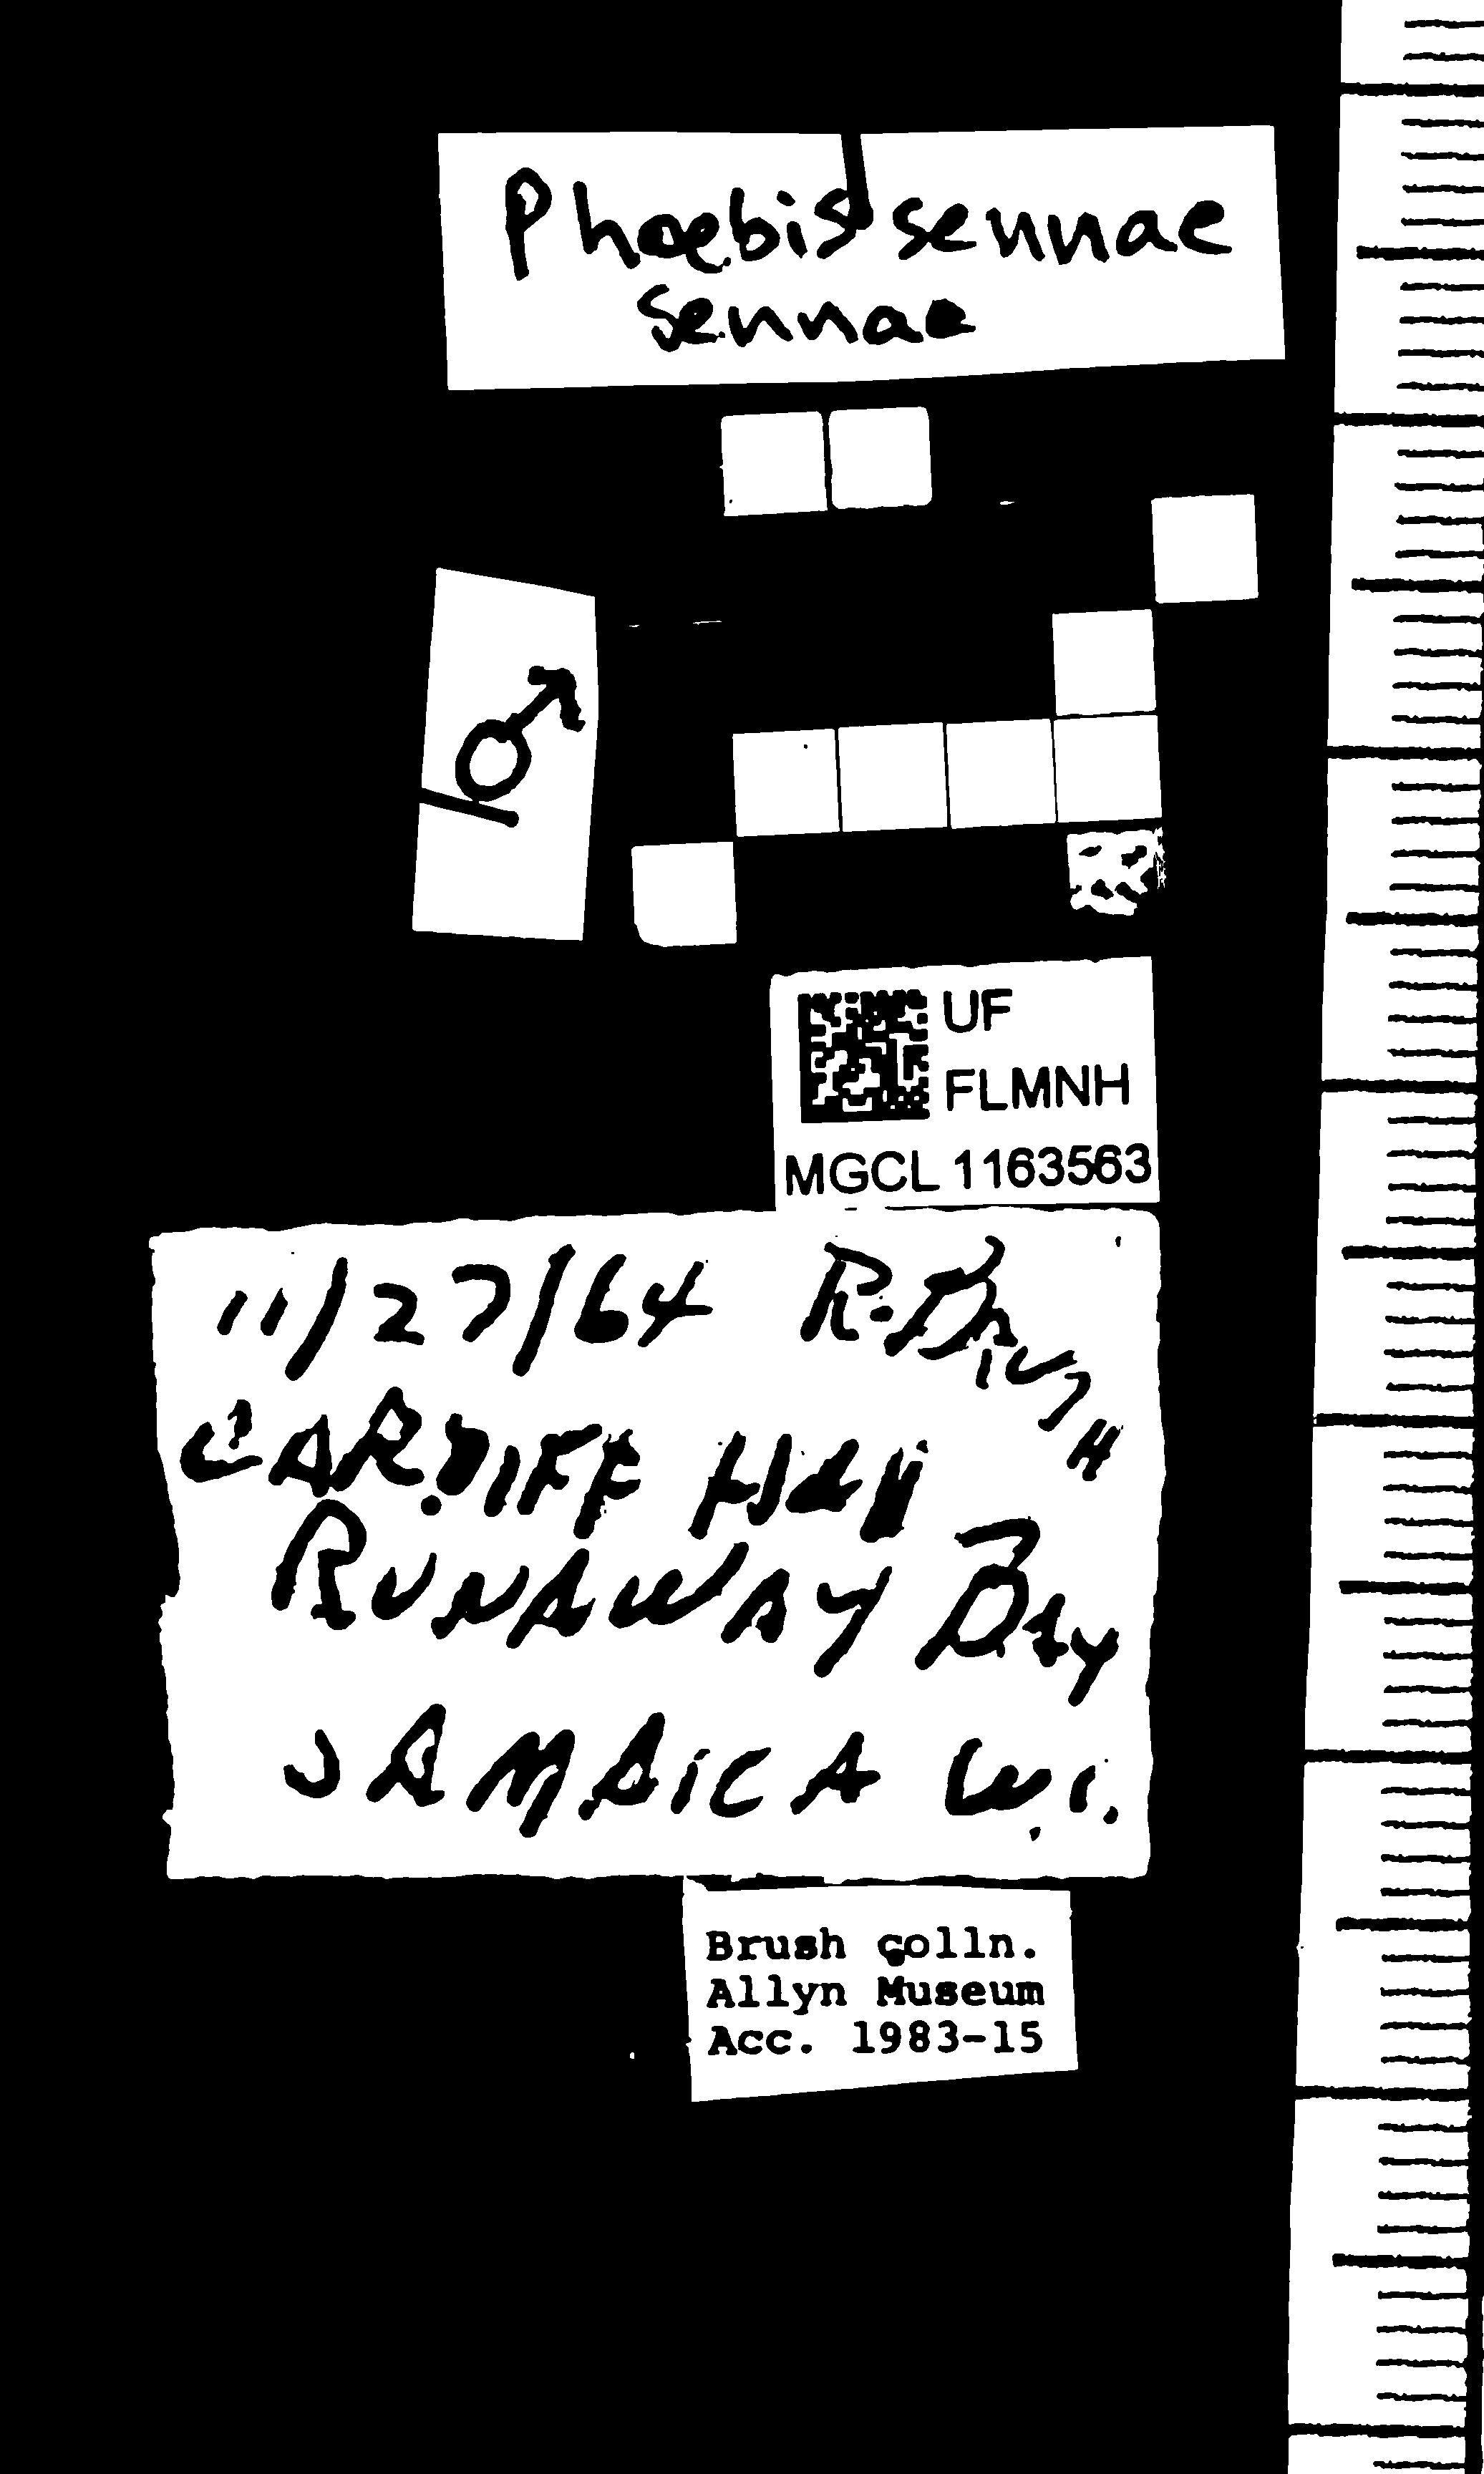 Phoebis sennae
sennae
♂
UF
FLMNH
MGCL 1163563
11/27/64 R.
CARDIFF HALL
RUNAWAY BAY
JAMAICA W.I.
Brush colln.
Allyn Museum
Acc. 1983-15